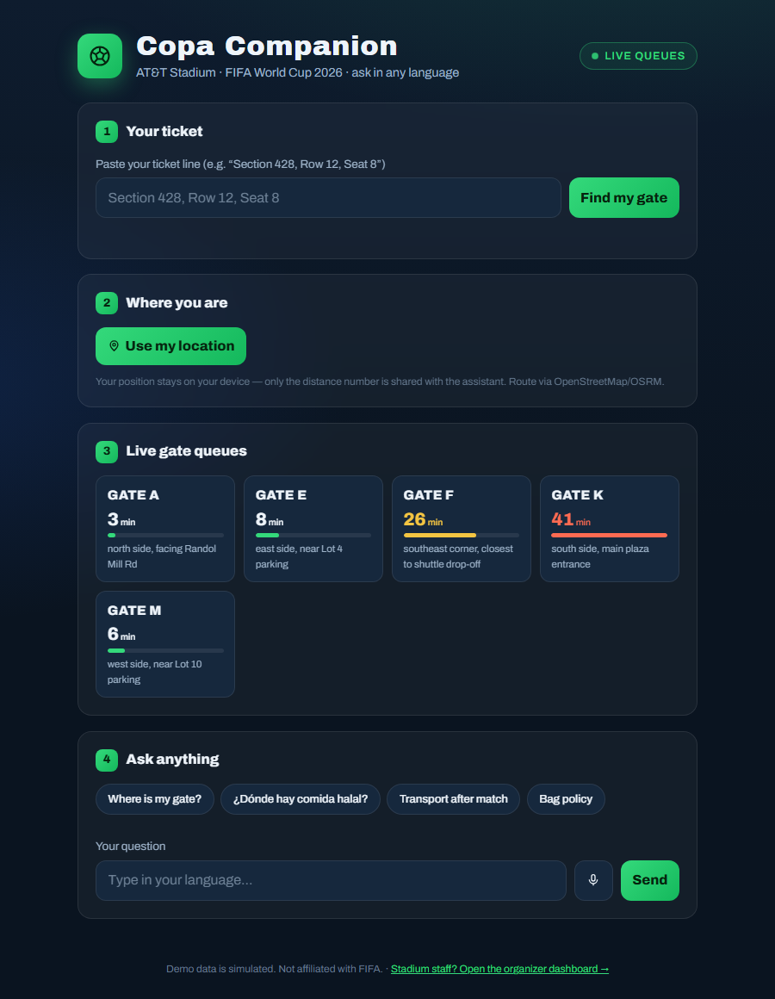 Copa Companion
AT&T Stadium · FIFA World Cup 2026 · ask in any language
LIVE QUEUES
1 Your ticket
Paste your ticket line (e.g. “Section 428, Row 12, Seat 8”)
Section 428, Row 12, Seat 8
Find my gate
2 Where you are
Use my location
Your position stays on your device — only the distance number is shared with the assistant. Route via OpenStreetMap/OSRM.
3 Live gate queues
GATE A
3 min
north side, facing Randol
Mill Rd
GATE E
8 min
east side, near Lot 4
parking
GATE F
26 min
southeast corner, closest
to shuttle drop-off
GATE K
41 min
south side, main plaza
entrance
GATE M
6 min
west side, near Lot 10
parking
4 Ask anything
Where is my gate?
¿Dónde hay comida halal?
Transport after match
Bag policy
Your question
Type in your language…
Send
Demo data is simulated. Not affiliated with FIFA. · Stadium staff? Open the organizer dashboard →